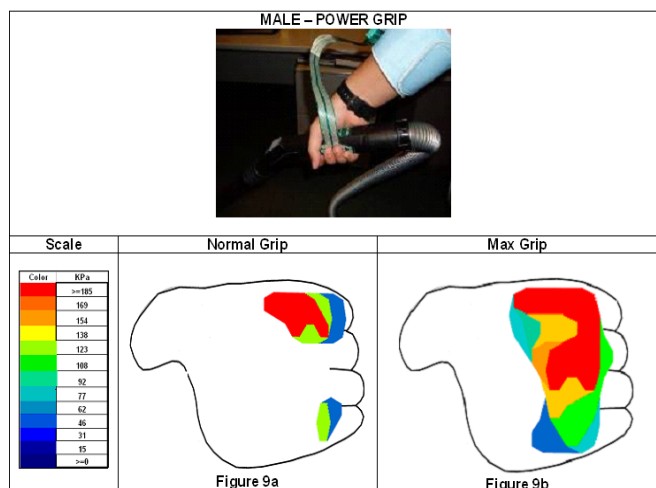 MALE – POWER GRIP
Scale
Normal Grip
Max Grip
Color
KPa
>=185
169
154
138
123
108
92
77
62
46
31
15
>=0
Figure 9a
Figure 9b